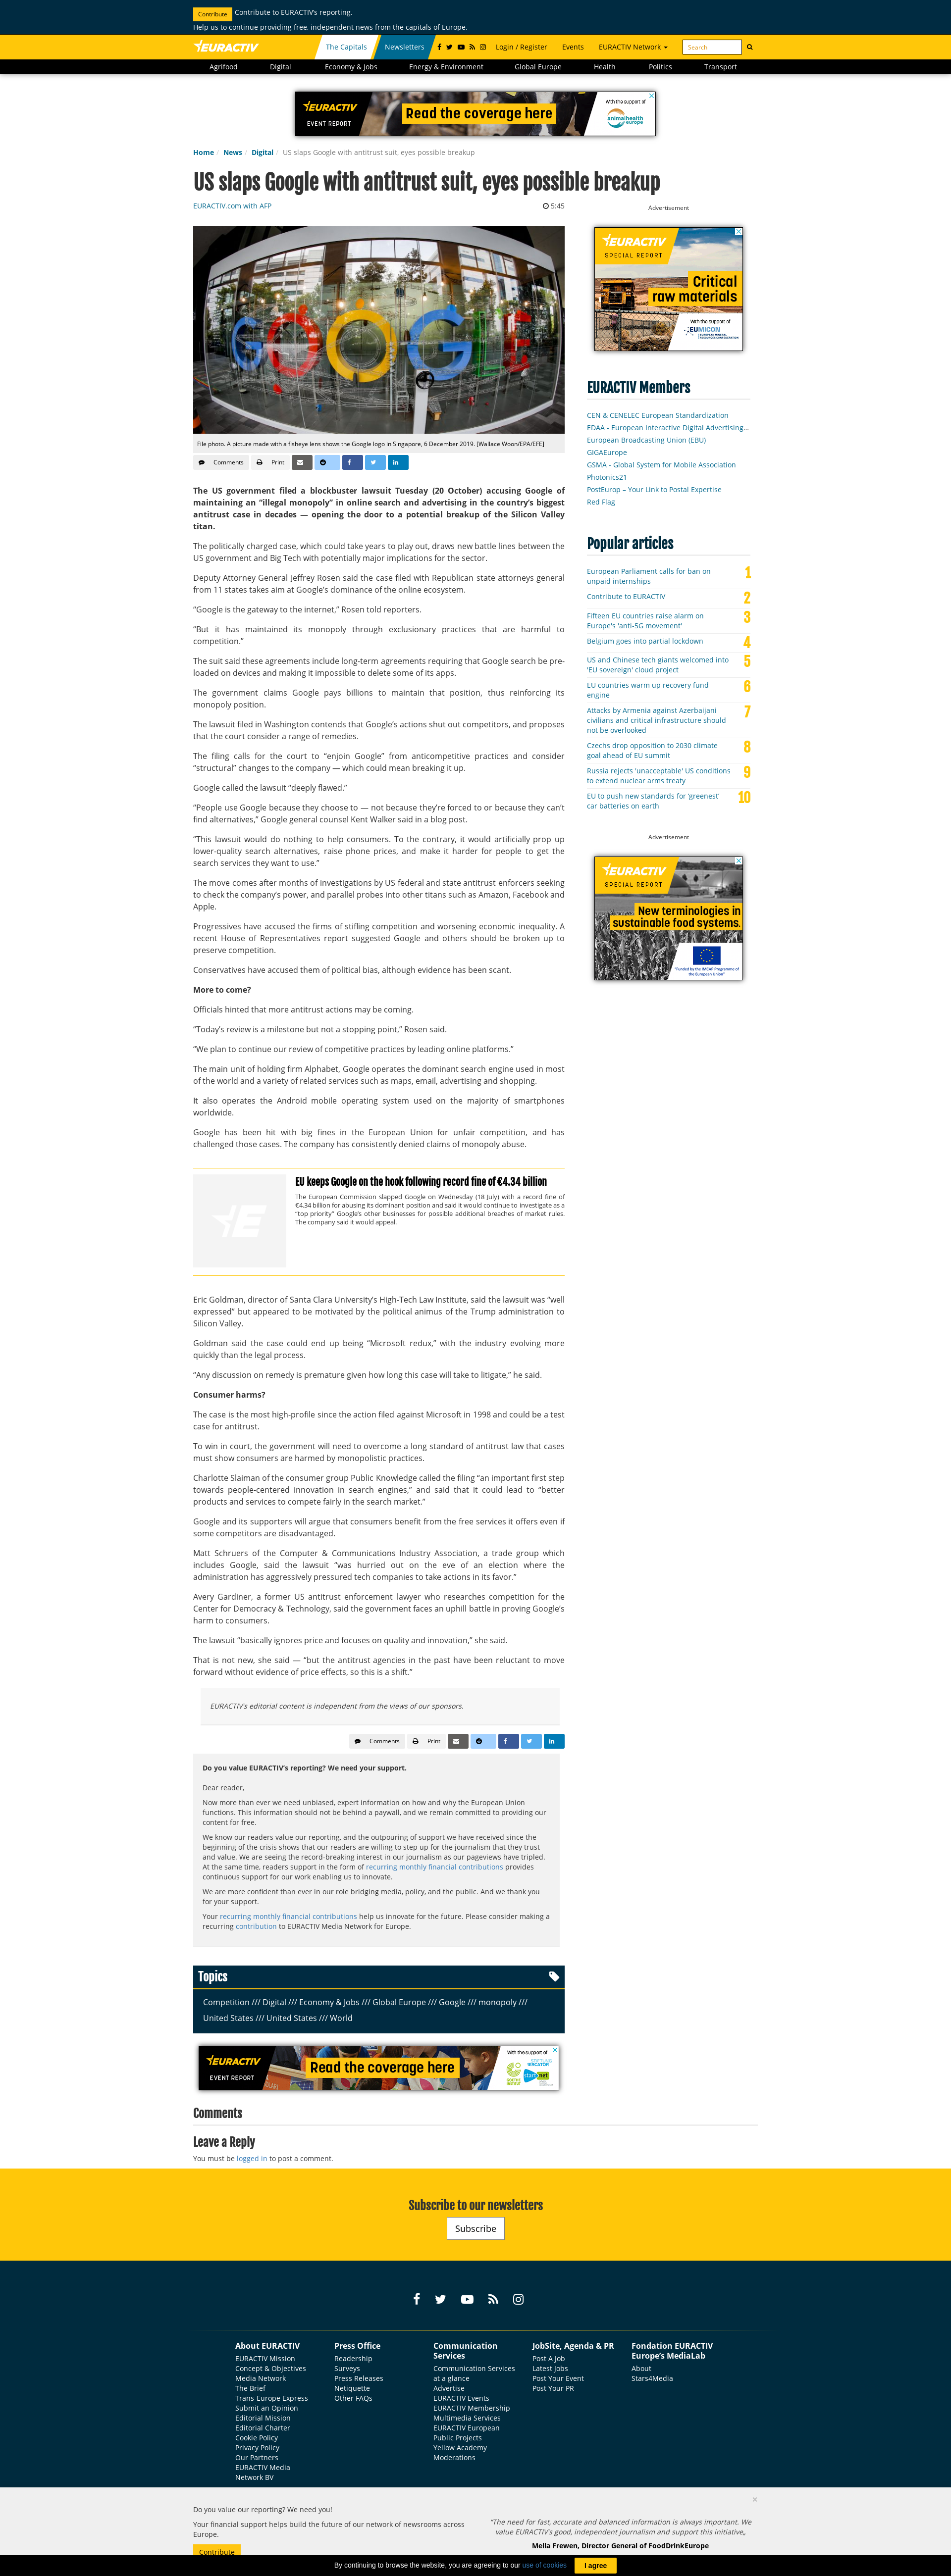 Contribute Contribute to EURACTIV's reporting.
Help us to continue providing free, independent news from the capitals of Europe.
EURACTIV
The Capitals
Newsletters
Login / Register
Events
EURACTIV Network
Search
Agrifood
Digital
Economy & Jobs
Energy & Environment
Global Europe
Health
Politics
Transport
EURACTIV
EVENT REPORT
Read the coverage here
With the support of
animalhealth europe
Home / News / Digital / US slaps Google with antitrust suit, eyes possible breakup
US slaps Google with antitrust suit, eyes possible breakup
EURACTIV.com with AFP
5:45
File photo. A picture made with a fisheye lens shows the Google logo in Singapore, 6 December 2019. [Wallace Woon/EPA/EFE]
Comments
Print
The US government filed a blockbuster lawsuit Tuesday (20 October) accusing Google of
maintaining an "illegal monopoly" in online search and advertising in the country's biggest
antitrust case in decades — opening the door to a potential breakup of the Silicon Valley
titan.
The politically charged case, which could take years to play out, draws new battle lines between the
US government and Big Tech with potentially major implications for the sector.
Deputy Attorney General Jeffrey Rosen said the case filed with Republican state attorneys general
from 11 states takes aim at Google's dominance of the online ecosystem.
"Google is the gateway to the internet," Rosen told reporters.
"But it has maintained its monopoly through exclusionary practices that are harmful to
competition."
The suit said these agreements include long-term agreements requiring that Google search be pre-
loaded on devices and making it impossible to delete some of its apps.
The government claims Google pays billions to maintain that position, thus reinforcing its
monopoly position.
The lawsuit filed in Washington contends that Google's actions shut out competitors, and proposes
that the court consider a range of remedies.
The filing calls for the court to "enjoin Google" from anticompetitive practices and consider
"structural" changes to the company — which could mean breaking it up.
Google called the lawsuit "deeply flawed."
"People use Google because they choose to — not because they're forced to or because they can't
find alternatives," Google general counsel Kent Walker said in a blog post.
"This lawsuit would do nothing to help consumers. To the contrary, it would artificially prop up
lower-quality search alternatives, raise phone prices, and make it harder for people to get the
search services they want to use."
The move comes after months of investigations by US federal and state antitrust enforcers seeking
to check the company's power, and parallel probes into other titans such as Amazon, Facebook and
Apple.
Progressives have accused the firms of stifling competition and worsening economic inequality. A
recent House of Representatives report suggested Google and others should be broken up to
preserve competition.
Conservatives have accused them of political bias, although evidence has been scant.
More to come?
Officials hinted that more antitrust actions may be coming.
"Today's review is a milestone but not a stopping point," Rosen said.
"We plan to continue our review of competitive practices by leading online platforms."
The main unit of holding firm Alphabet, Google operates the dominant search engine used in most
of the world and a variety of related services such as maps, email, advertising and shopping.
It also operates the Android mobile operating system used on the majority of smartphones
worldwide.
Google has been hit with big fines in the European Union for unfair competition, and has
challenged those cases. The company has consistently denied claims of monopoly abuse.
EU keeps Google on the hook following record fine of €4.34 billion
The European Commission slapped Google on Wednesday (18 July) with a record fine of
€4.34 billion for abusing its dominant position and said it would continue to investigate as a
"top priority" Google's other businesses for possible additional breaches of market rules.
The company said it would appeal.
Eric Goldman, director of Santa Clara University's High-Tech Law Institute, said the lawsuit was "well
expressed" but appeared to be motivated by the political animus of the Trump administration to
Silicon Valley.
Goldman said the case could end up being "Microsoft redux," with the industry evolving more
quickly than the legal process.
"Any discussion on remedy is premature given how long this case will take to litigate," he said.
Consumer harms?
The case is the most high-profile since the action filed against Microsoft in 1998 and could be a test
case for antitrust.
To win in court, the government will need to overcome a long standard of antitrust law that cases
must show consumers are harmed by monopolistic practices.
Charlotte Slaiman of the consumer group Public Knowledge called the filing "an important first step
towards people-centered innovation in search engines," and said that it could lead to "better
products and services to compete fairly in the search market."
Google and its supporters will argue that consumers benefit from the free services it offers even if
some competitors are disadvantaged.
Matt Schruers of the Computer & Communications Industry Association, a trade group which
includes Google, said the lawsuit "was hurried out on the eve of an election where the
administration has aggressively pressured tech companies to take actions in its favor."
Avery Gardiner, a former US antitrust enforcement lawyer who researches competition for the
Center for Democracy & Technology, said the government faces an uphill battle in proving Google's
harm to consumers.
The lawsuit "basically ignores price and focuses on quality and innovation," she said.
That is not new, she said — "but the antitrust agencies in the past have been reluctant to move
forward without evidence of price effects, so this is a shift."
EURACTIV's editorial content is independent from the views of our sponsors.
Comments
Print
Do you value EURACTIV's reporting? We need your support.
Dear reader,
Now more than ever we need unbiased, expert information on how and why the European Union
functions. This information should not be behind a paywall, and we remain committed to providing our
content for free.
We know our readers value our reporting, and the outpouring of support we have received since the
beginning of the crisis shows that our readers are willing to step up for the journalism that they trust
and value. We are seeing the record-breaking interest in our journalism as our pageviews have tripled.
At the same time, readers support in the form of recurring monthly financial contributions provides
continuous support for our work enabling us to innovate.
We are more confident than ever in our role bridging media, policy, and the public. And we thank you
for your support.
Your recurring monthly financial contributions help us innovate for the future. Please consider making a
recurring contribution to EURACTIV Media Network for Europe.
Topics
Competition /// Digital /// Economy & Jobs /// Global Europe /// Google /// monopoly ///
United States /// United States /// World
EURACTIV
EVENT REPORT
Read the coverage here
With the support of
STIFTUNG MERCATOR
GOETHE INSTITUT
net
Advertisement
EURACTIV
SPECIAL REPORT
Critical
raw materials
With the support of
EUMICON
EURACTIV Members
CEN & CENELEC European Standardization
EDAA - European Interactive Digital Advertising...
European Broadcasting Union (EBU)
GIGAEurope
GSMA - Global System for Mobile Association
Photonics21
PostEurop – Your Link to Postal Expertise
Red Flag
Popular articles
European Parliament calls for ban on
unpaid internships
1
Contribute to EURACTIV
2
Fifteen EU countries raise alarm on
Europe's 'anti-5G movement'
3
Belgium goes into partial lockdown
4
US and Chinese tech giants welcomed into
'EU sovereign' cloud project
5
EU countries warm up recovery fund
engine
6
Attacks by Armenia against Azerbaijani
civilians and critical infrastructure should
not be overlooked
7
Czechs drop opposition to 2030 climate
goal ahead of EU summit
8
Russia rejects 'unacceptable' US conditions
to extend nuclear arms treaty
9
EU to push new standards for 'greenest'
car batteries on earth
10
Advertisement
EURACTIV
SPECIAL REPORT
New terminologies in
sustainable food systems.
With the support of
"Funded by the IMCAP Programme of
the European Union"
Comments
Leave a Reply
You must be logged in to post a comment.
Subscribe to our newsletters
Subscribe
About EURACTIV
EURACTIV Mission
Concept & Objectives
Media Network
The Brief
Trans-Europe Express
Submit an Opinion
Editorial Mission
Editorial Charter
Cookie Policy
Privacy Policy
Our Partners
EURACTIV Media
Network BV
Press Office
Readership
Surveys
Press Releases
Netiquette
Other FAQs
Communication
Services
Communication Services
at a glance
Advertise
EURACTIV Events
EURACTIV Membership
Multimedia Services
EURACTIV European
Public Projects
Yellow Academy
Moderations
JobSite, Agenda & PR
Post A Job
Latest Jobs
Post Your Event
Post Your PR
Fondation EURACTIV
Europe's MediaLab
About
Stars4Media
×
Do you value our reporting? We need you!
Your financial support helps build the future of our network of newsrooms across
Europe.
Contribute
"The need for fast, accurate and balanced information is always important. We
value EURACTIV's good, independent journalism and support this initiative„
Mella Frewen, Director General of FoodDrinkEurope
By continuing to browse the website, you are agreeing to our use of cookies
I agree